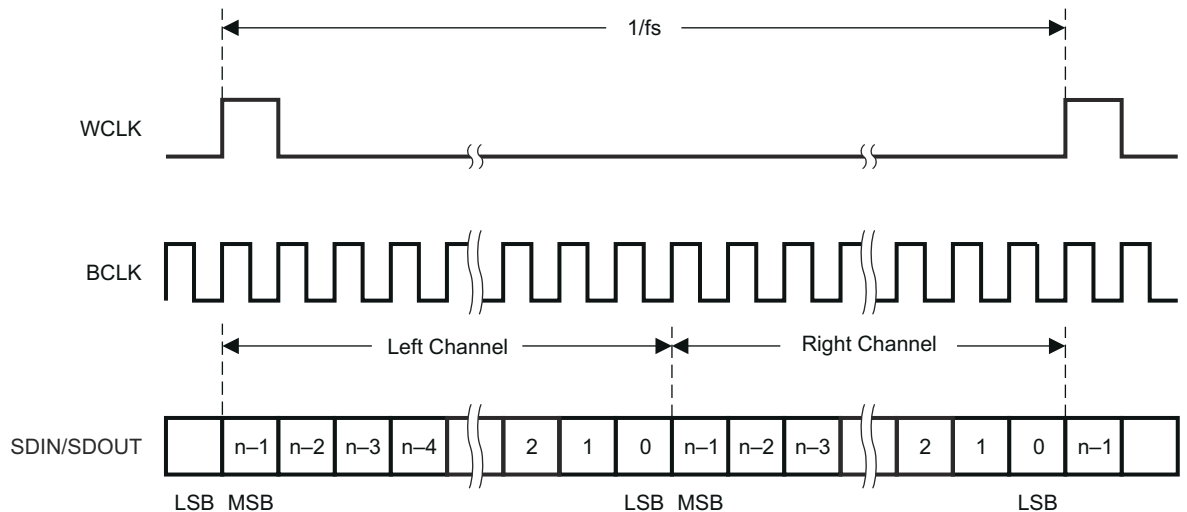 1/fs
WCLK
BCLK
Left Channel
Right Channel
SDIN/SDOUT
n–1 n–2 n–3 n–4 2 1 0 n–1 n–2 n–3 2 1 0 n–1
LSB MSB LSB MSB LSB